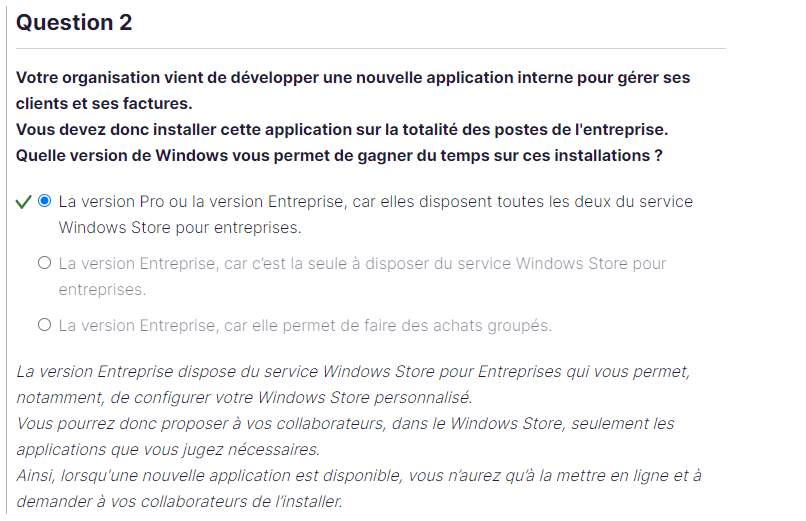 Question 2
Votre organisation vient de développer une nouvelle application interne pour gérer ses
clients et ses factures.
Vous devez donc installer cette application sur la totalité des postes de l'entreprise.
Quelle version de Windows vous permet de gagner du temps sur ces installations ?
La version Pro ou la version Entreprise, car elles disposent toutes les deux du service
Windows Store pour entreprises.
La version Entreprise, car c’est la seule à disposer du service Windows Store pour
entreprises.
La version Entreprise, car elle permet de faire des achats groupés.
La version Entreprise dispose du service Windows Store pour Entreprises qui vous permet,
notamment, de configurer votre Windows Store personnalisé.
Vous pourrez donc proposer à vos collaborateurs, dans le Windows Store, seulement les
applications que vous jugez nécessaires.
Ainsi, lorsqu'une nouvelle application est disponible, vous n’aurez qu’à la mettre en ligne et à
demander à vos collaborateurs de l’installer.